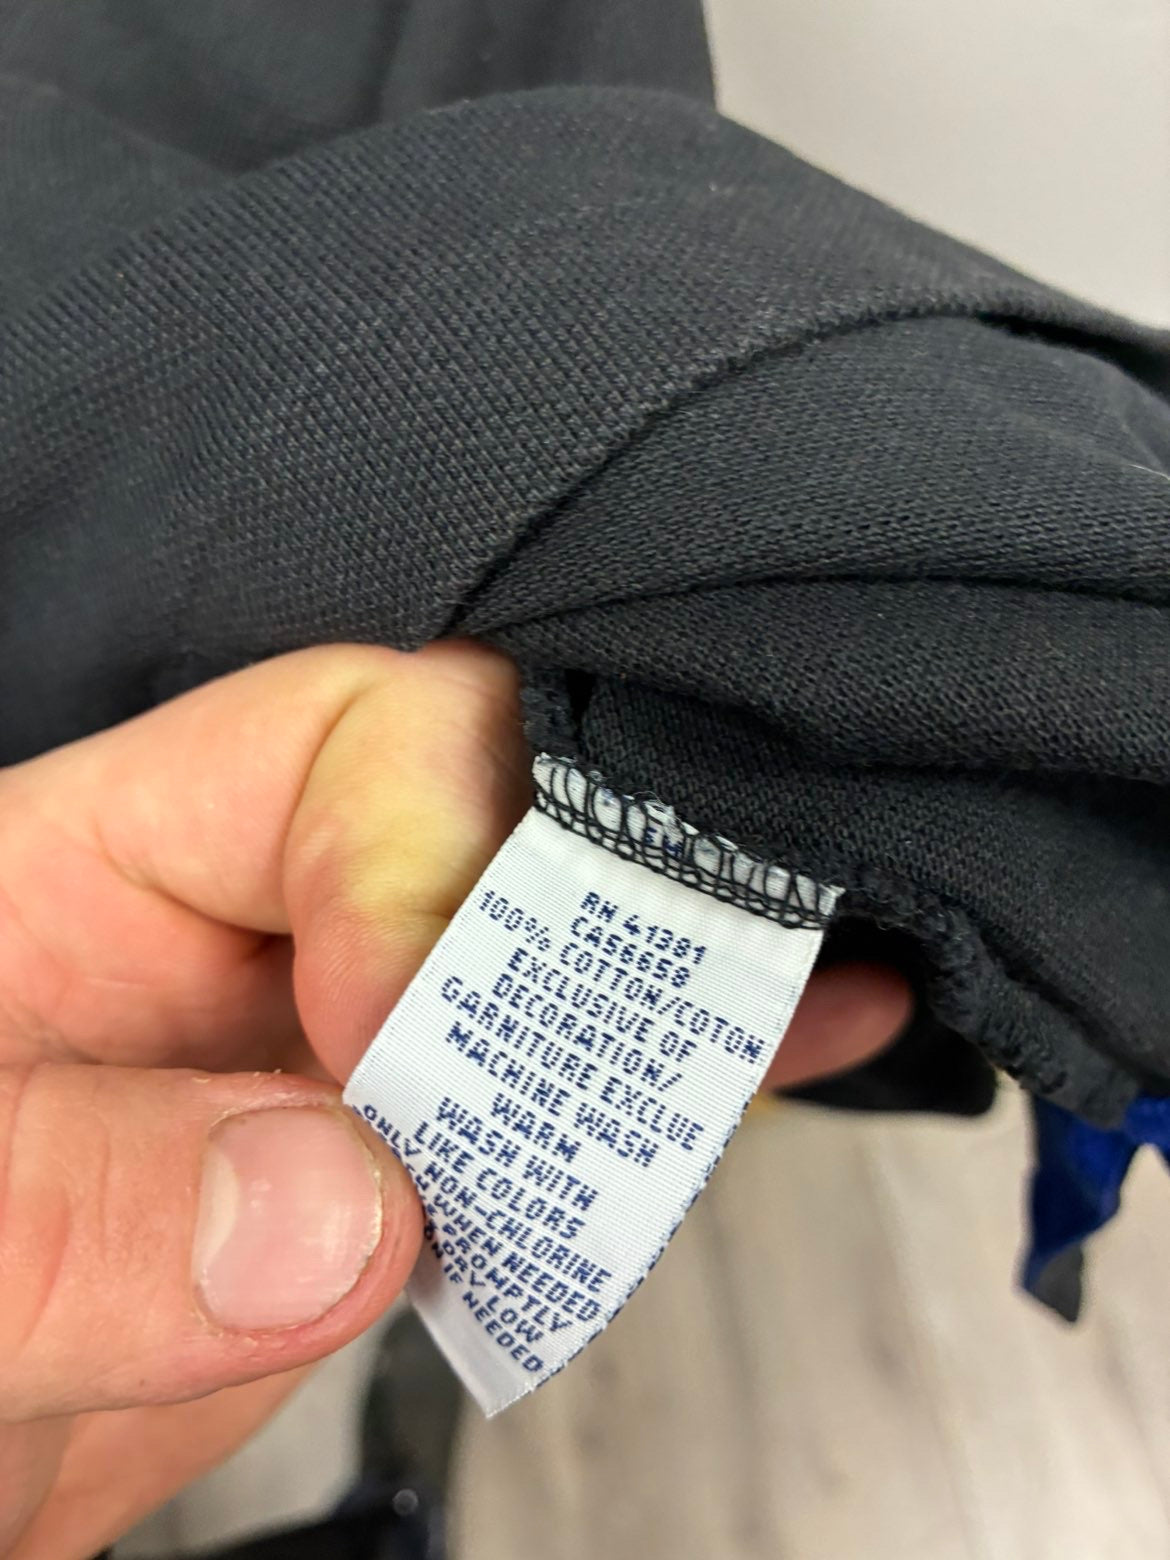 RN 41381
CA56658
100% COTTON/COTON
EXCLUSIVE OF
DECORATION/
GARNITURE EXCLUE
MACHINE WASH
WARM
WASH WITH
LIKE COLORS
ONLY NON-CHLORINE
WHEN NEEDED
PROMPTLY
LOW
IF NEEDED